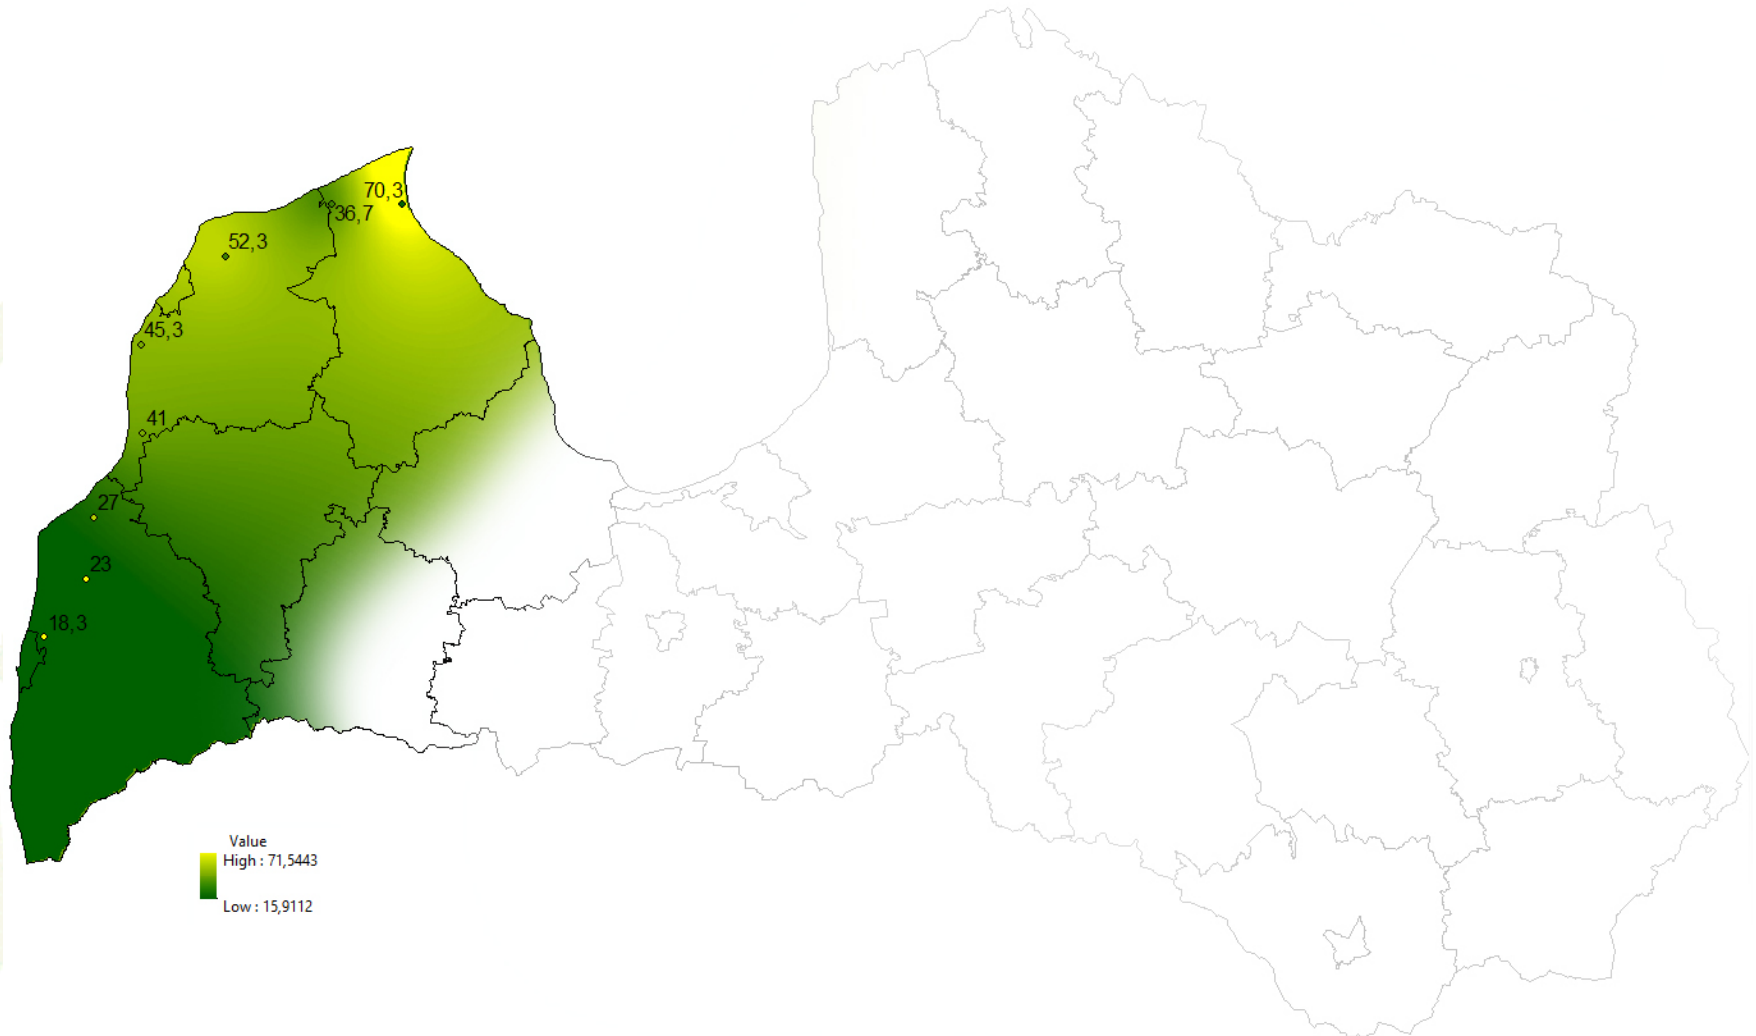 70,3
36,7
52,3
45,3
41
27
23
18,3
Value
High : 71,5443
Low : 15,9112